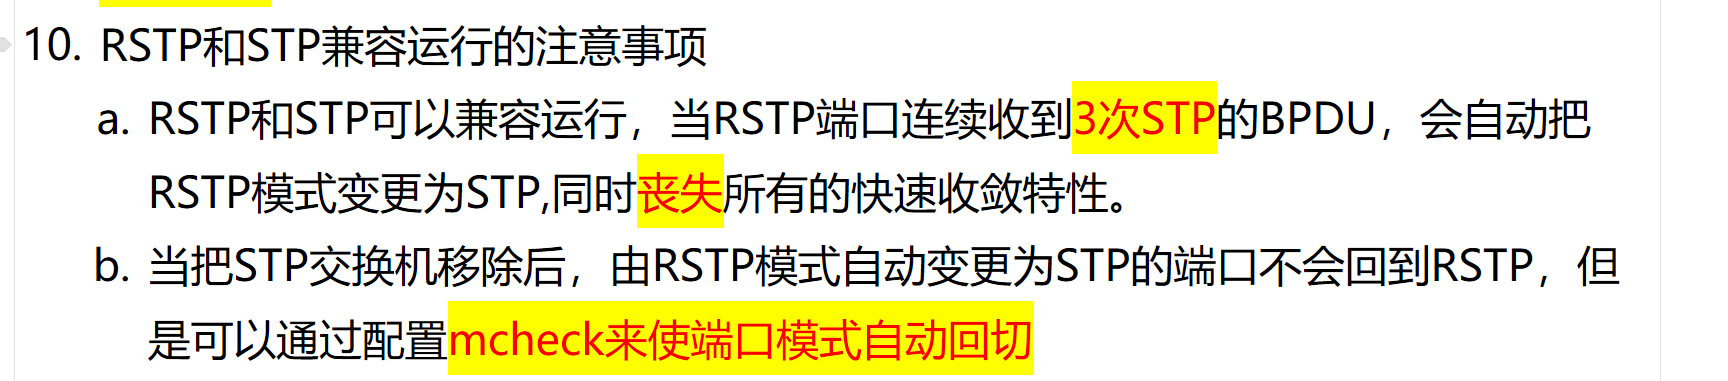 10. RSTP和STP兼容运行的注意事项
a. RSTP和STP可以兼容运行，当RSTP端口连续收到3次STP的BPDU，会自动把
RSTP模式变更为STP,同时丧失所有的快速收敛特性。
b. 当把STP交换机移除后，由RSTP模式自动变更为STP的端口不会回到RSTP，但
是可以通过配置mcheck来使端口模式自动回切